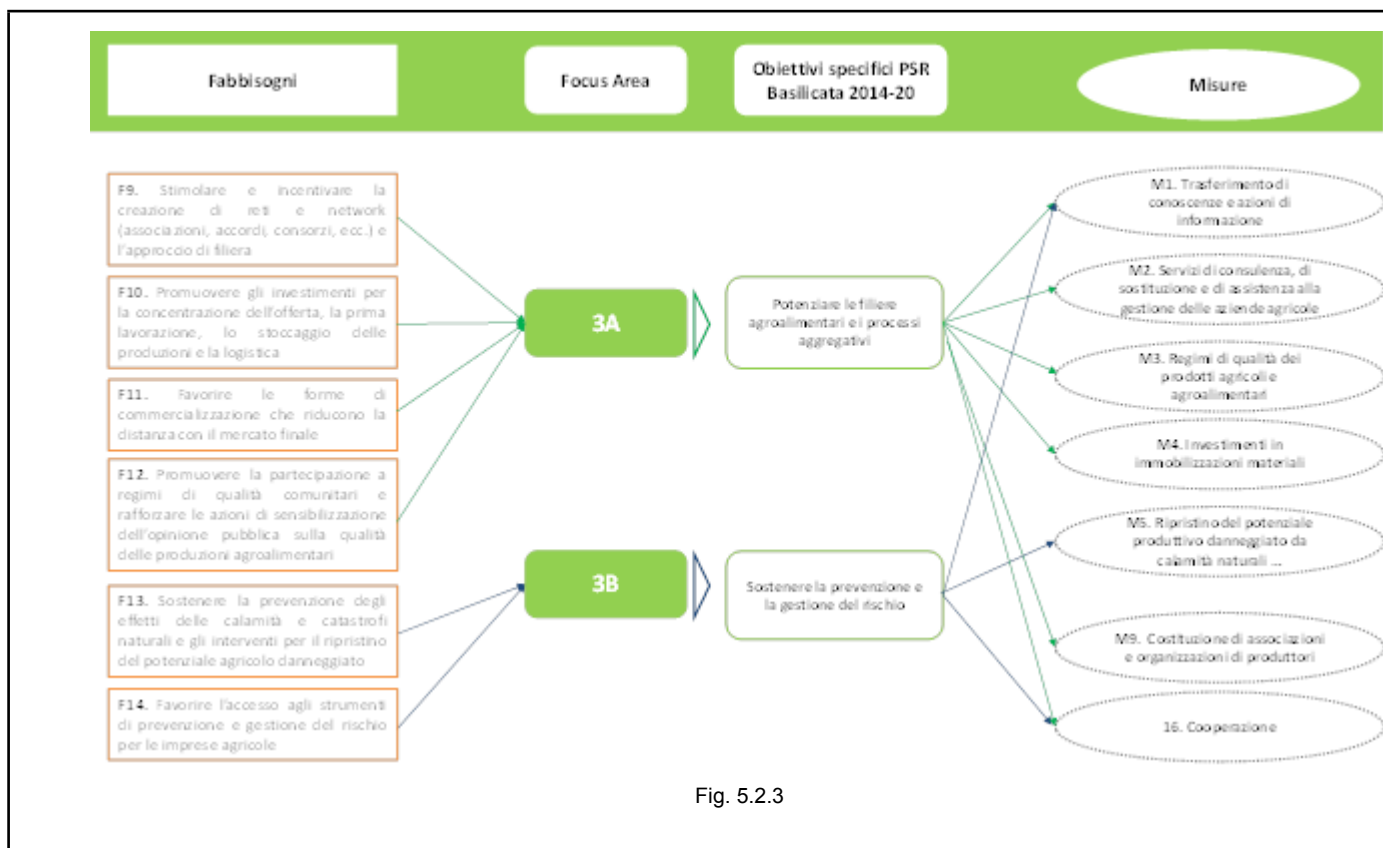 Fabbisogni
Focus Area
Obiettivi specifici PSR
Basilicata 2014-20
Misure
F9. Stimolare e incentivare la
creazione di reti e network
(associazioni, accordi, consorzi, ecc.) e
l'approccio di filiera
F10. Promuovere gli investimenti per
la concentrazione dell'offerta, la prima
lavorazione, lo stoccaggio delle
produzioni e la logistica
F11. Favorire le forme di
commercializzazione che riducono la
distanza con il mercato finale
F12. Promuovere la partecipazione a
regimi di qualità comunitari e
rafforzare le azioni di sensibilizzazione
dell'opinione pubblica sulla qualità
delle produzioni agroalimentari
F13. Sostenere la prevenzione degli
effetti delle calamità e catastrofi
naturali e gli interventi per il ripristino
del potenziale agricolo danneggiato
F14. Favorire l'accesso agli strumenti
di prevenzione e gestione del rischio
per le imprese agricole
3A
3B
Potenziare le filiere
agroalimentari e i processi
aggregativi
Sostenere la prevenzione e
la gestione del rischio
M1. Trasferimento di
conoscenze e azioni di
informazione
M2. Servizi di consulenza, di
sostituzione e di assistenza alla
gestione delle aziende agricole
M3. Regimi di qualità dei
prodotti agricoli e
agroalimentari
M4. Investimenti in
immobilizzazioni materiali
M5. Ripristino del potenziale
produttivo danneggiato da
calamità naturali ...
M9. Costituzione di associazioni
e organizzazioni di produttori
16. Cooperazione
Fig. 5.2.3